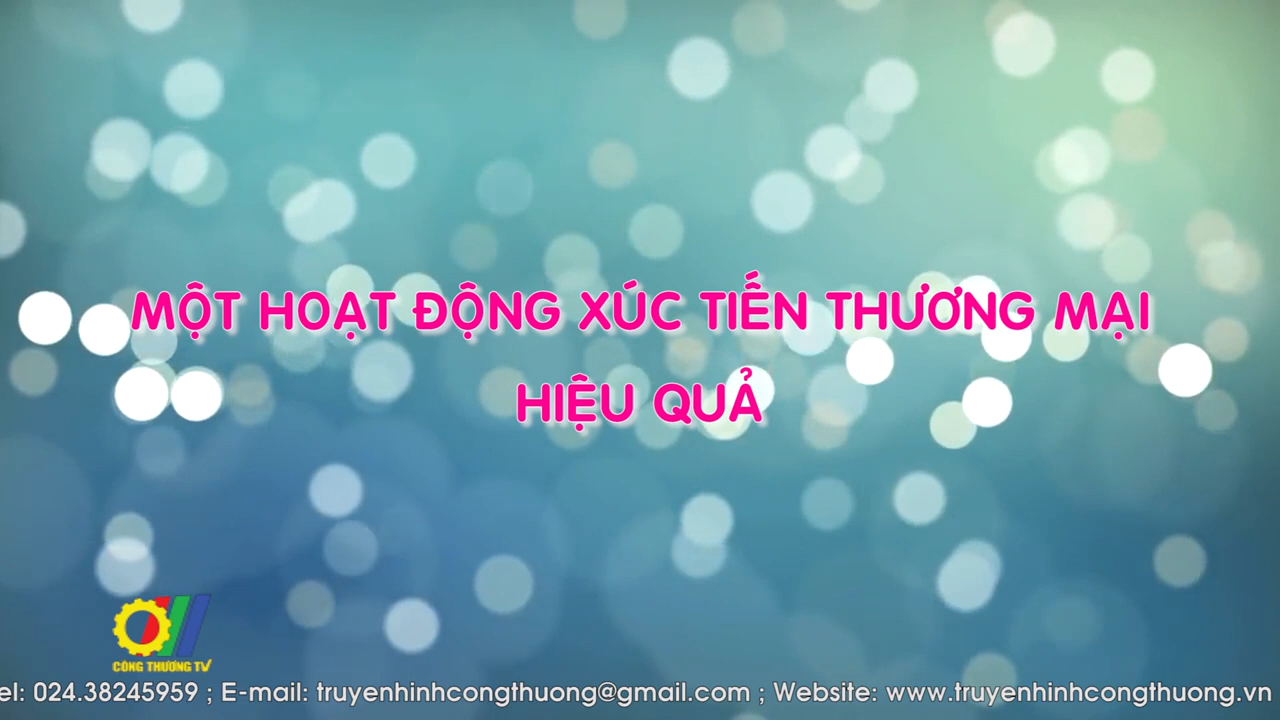 MỘT HOẠT ĐỘNG XÚC TIẾN THƯƠNG MẠI
HIỆU QUẢ
CÔNG THƯƠNG TV
el: 024.38245959 ; E-mail: truyenhinhcongthuong@gmail.com ; Website: www.truyenhinhcongthuong.vn